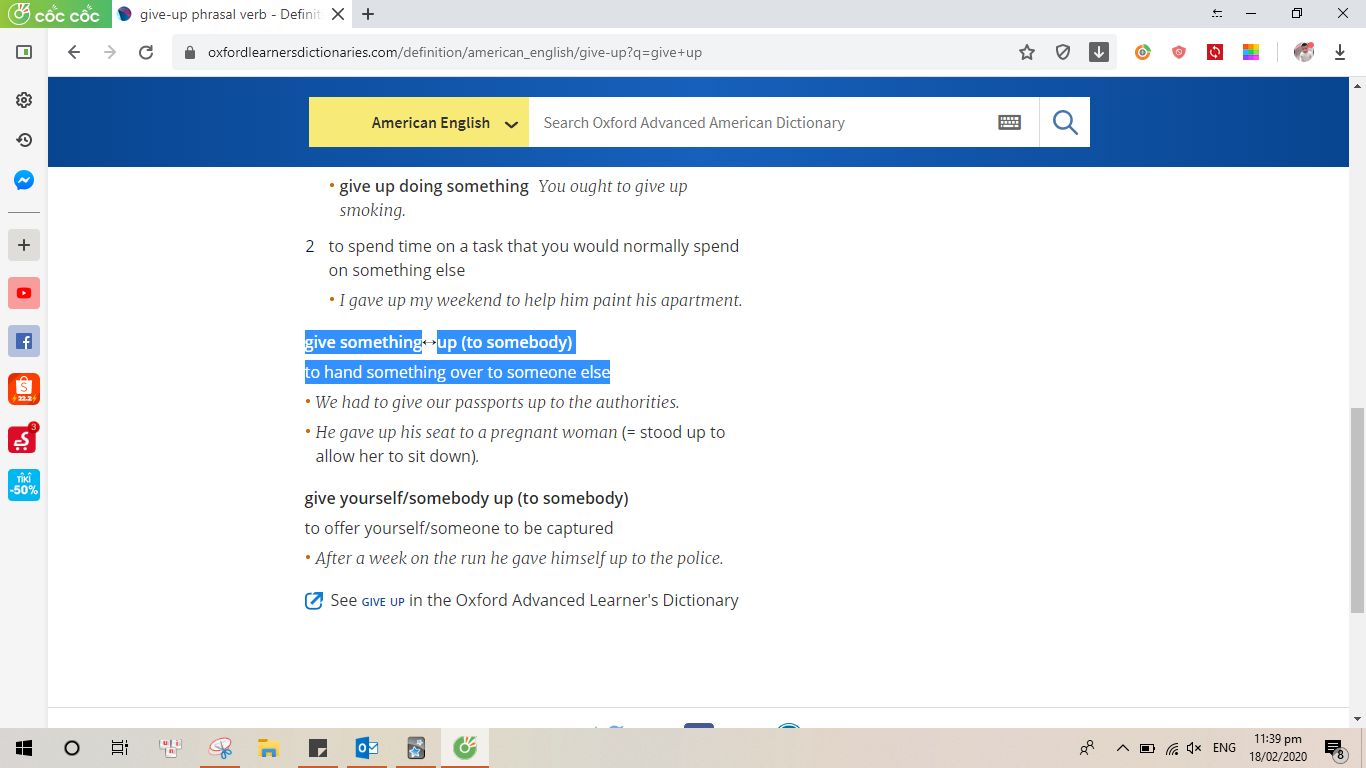 cốc cốc
give-up phrasal verb - Definit
oxfordlearnersdictionaries.com/definition/american_english/give-up?q=give+up
American English
Search Oxford Advanced American Dictionary
• give up doing something You ought to give up
smoking.
2 to spend time on a task that you would normally spend
on something else
• I gave up my weekend to help him paint his apartment.
give something↔up (to somebody)
to hand something over to someone else
• We had to give our passports up to the authorities.
• He gave up his seat to a pregnant woman (= stood up to
allow her to sit down).
give yourself/somebody up (to somebody)
to offer yourself/someone to be captured
• After a week on the run he gave himself up to the police.
See GIVE UP in the Oxford Advanced Learner's Dictionary
22.2
3
TIKI
-50%
ENG
11:39 pm
18/02/2020
8